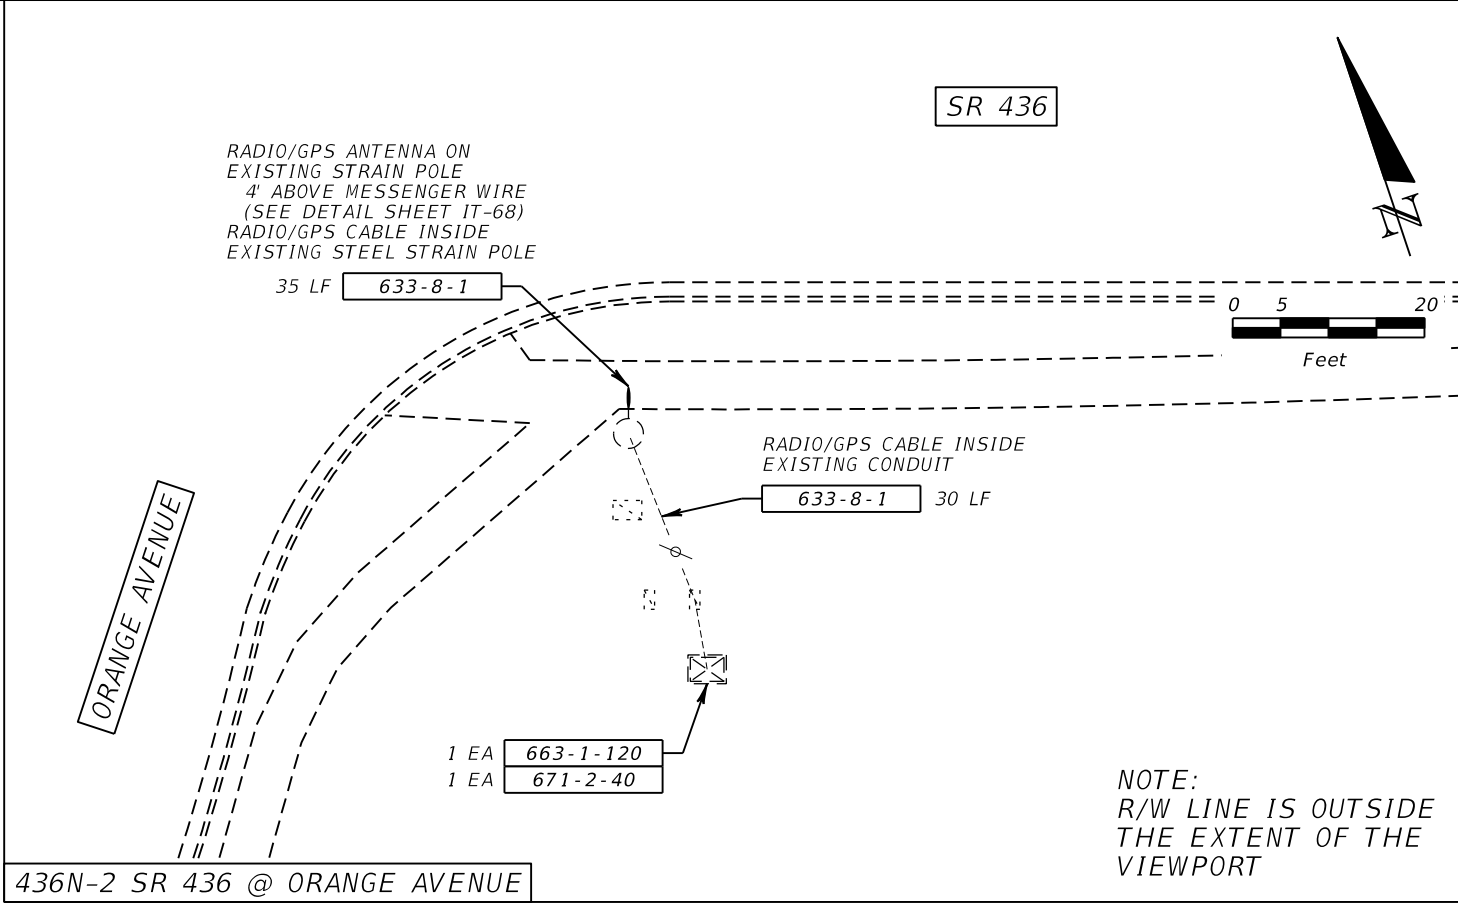 SR 436
RADIO/GPS ANTENNA ON
EXISTING STRAIN POLE
4' ABOVE MESSENGER WIRE
(SEE DETAIL SHEET IT-68)
RADIO/GPS CABLE INSIDE
EXISTING STEEL STRAIN POLE
35 LF 633-8-1
N
0 5 20
Feet
RADIO/GPS CABLE INSIDE
EXISTING CONDUIT
633-8-1 30 LF
ORANGE AVENUE
1 EA 663-1-120
1 EA 671-2-40
NOTE:
R/W LINE IS OUTSIDE
THE EXTENT OF THE
VIEWPORT
436N-2 SR 436 @ ORANGE AVENUE